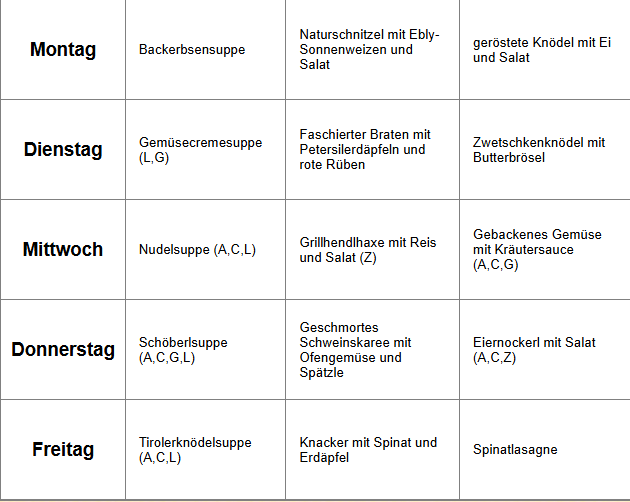 Montag
Backerbsensuppe
Naturschnitzel mit Ebly-
Sonnenweizen und
Salat
geröstete Knödel mit Ei
und Salat
Dienstag
Gemüsecremesuppe
(L,G)
Faschierter Braten mit
Petersilerdäpfeln und
rote Rüben
Zwetschkenknödel mit
Butterbrösel
Mittwoch
Nudelsuppe (A,C,L)
Grillhendlhaxe mit Reis
und Salat (Z)
Gebackenes Gemüse
mit Kräutersauce
(A,C,G)
Donnerstag
Schöberlsuppe
(A,C,G,L)
Geschmortes
Schweinskaree mit
Ofengemüse und
Spätzle
Eiernockerl mit Salat
(A,C,Z)
Freitag
Tirolerknödelsuppe
(A,C,L)
Knacker mit Spinat und
Erdäpfel
Spinatlasagne